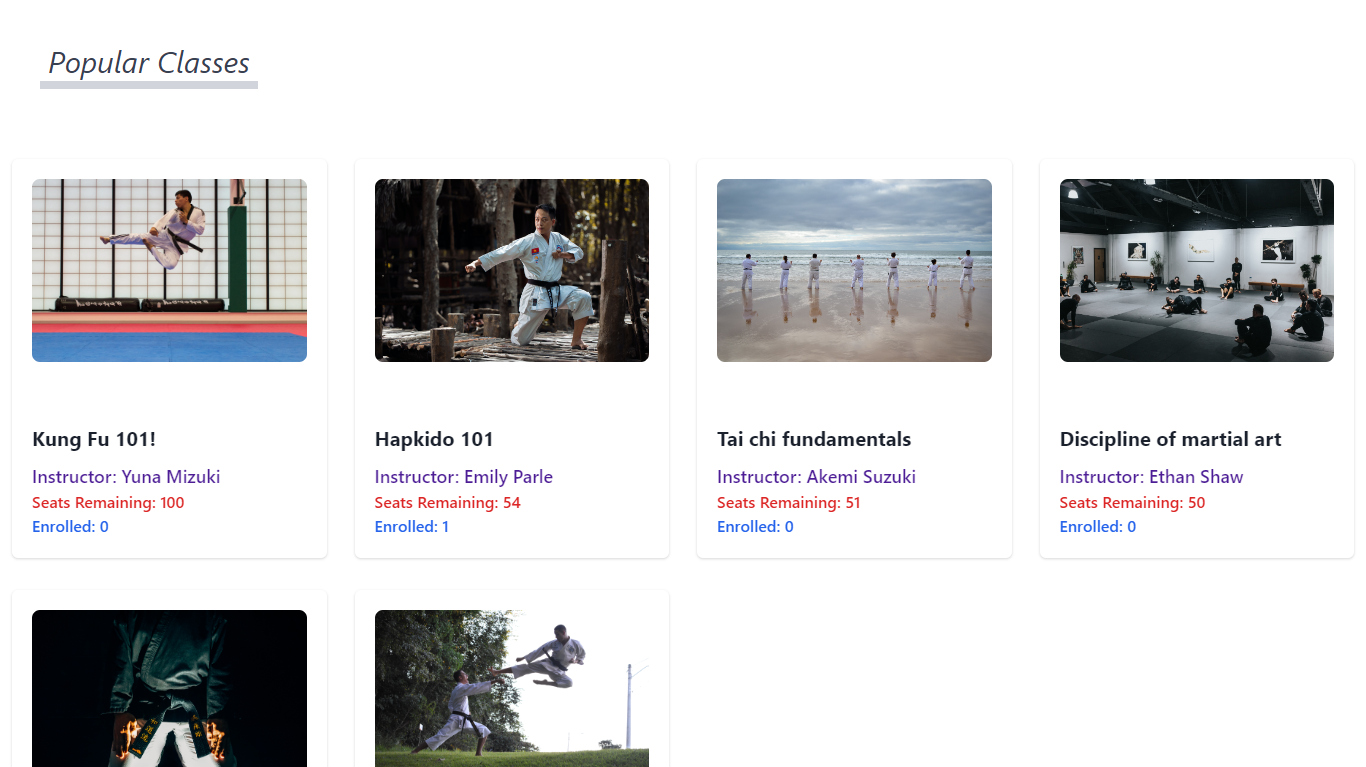 Popular Classes
Kung Fu 101!
Instructor: Yuna Mizuki
Seats Remaining: 100
Enrolled: 0
Hapkido 101
Instructor: Emily Parle
Seats Remaining: 54
Enrolled: 1
Tai chi fundamentals
Instructor: Akemi Suzuki
Seats Remaining: 51
Enrolled: 0
Discipline of martial art
Instructor: Ethan Shaw
Seats Remaining: 50
Enrolled: 0